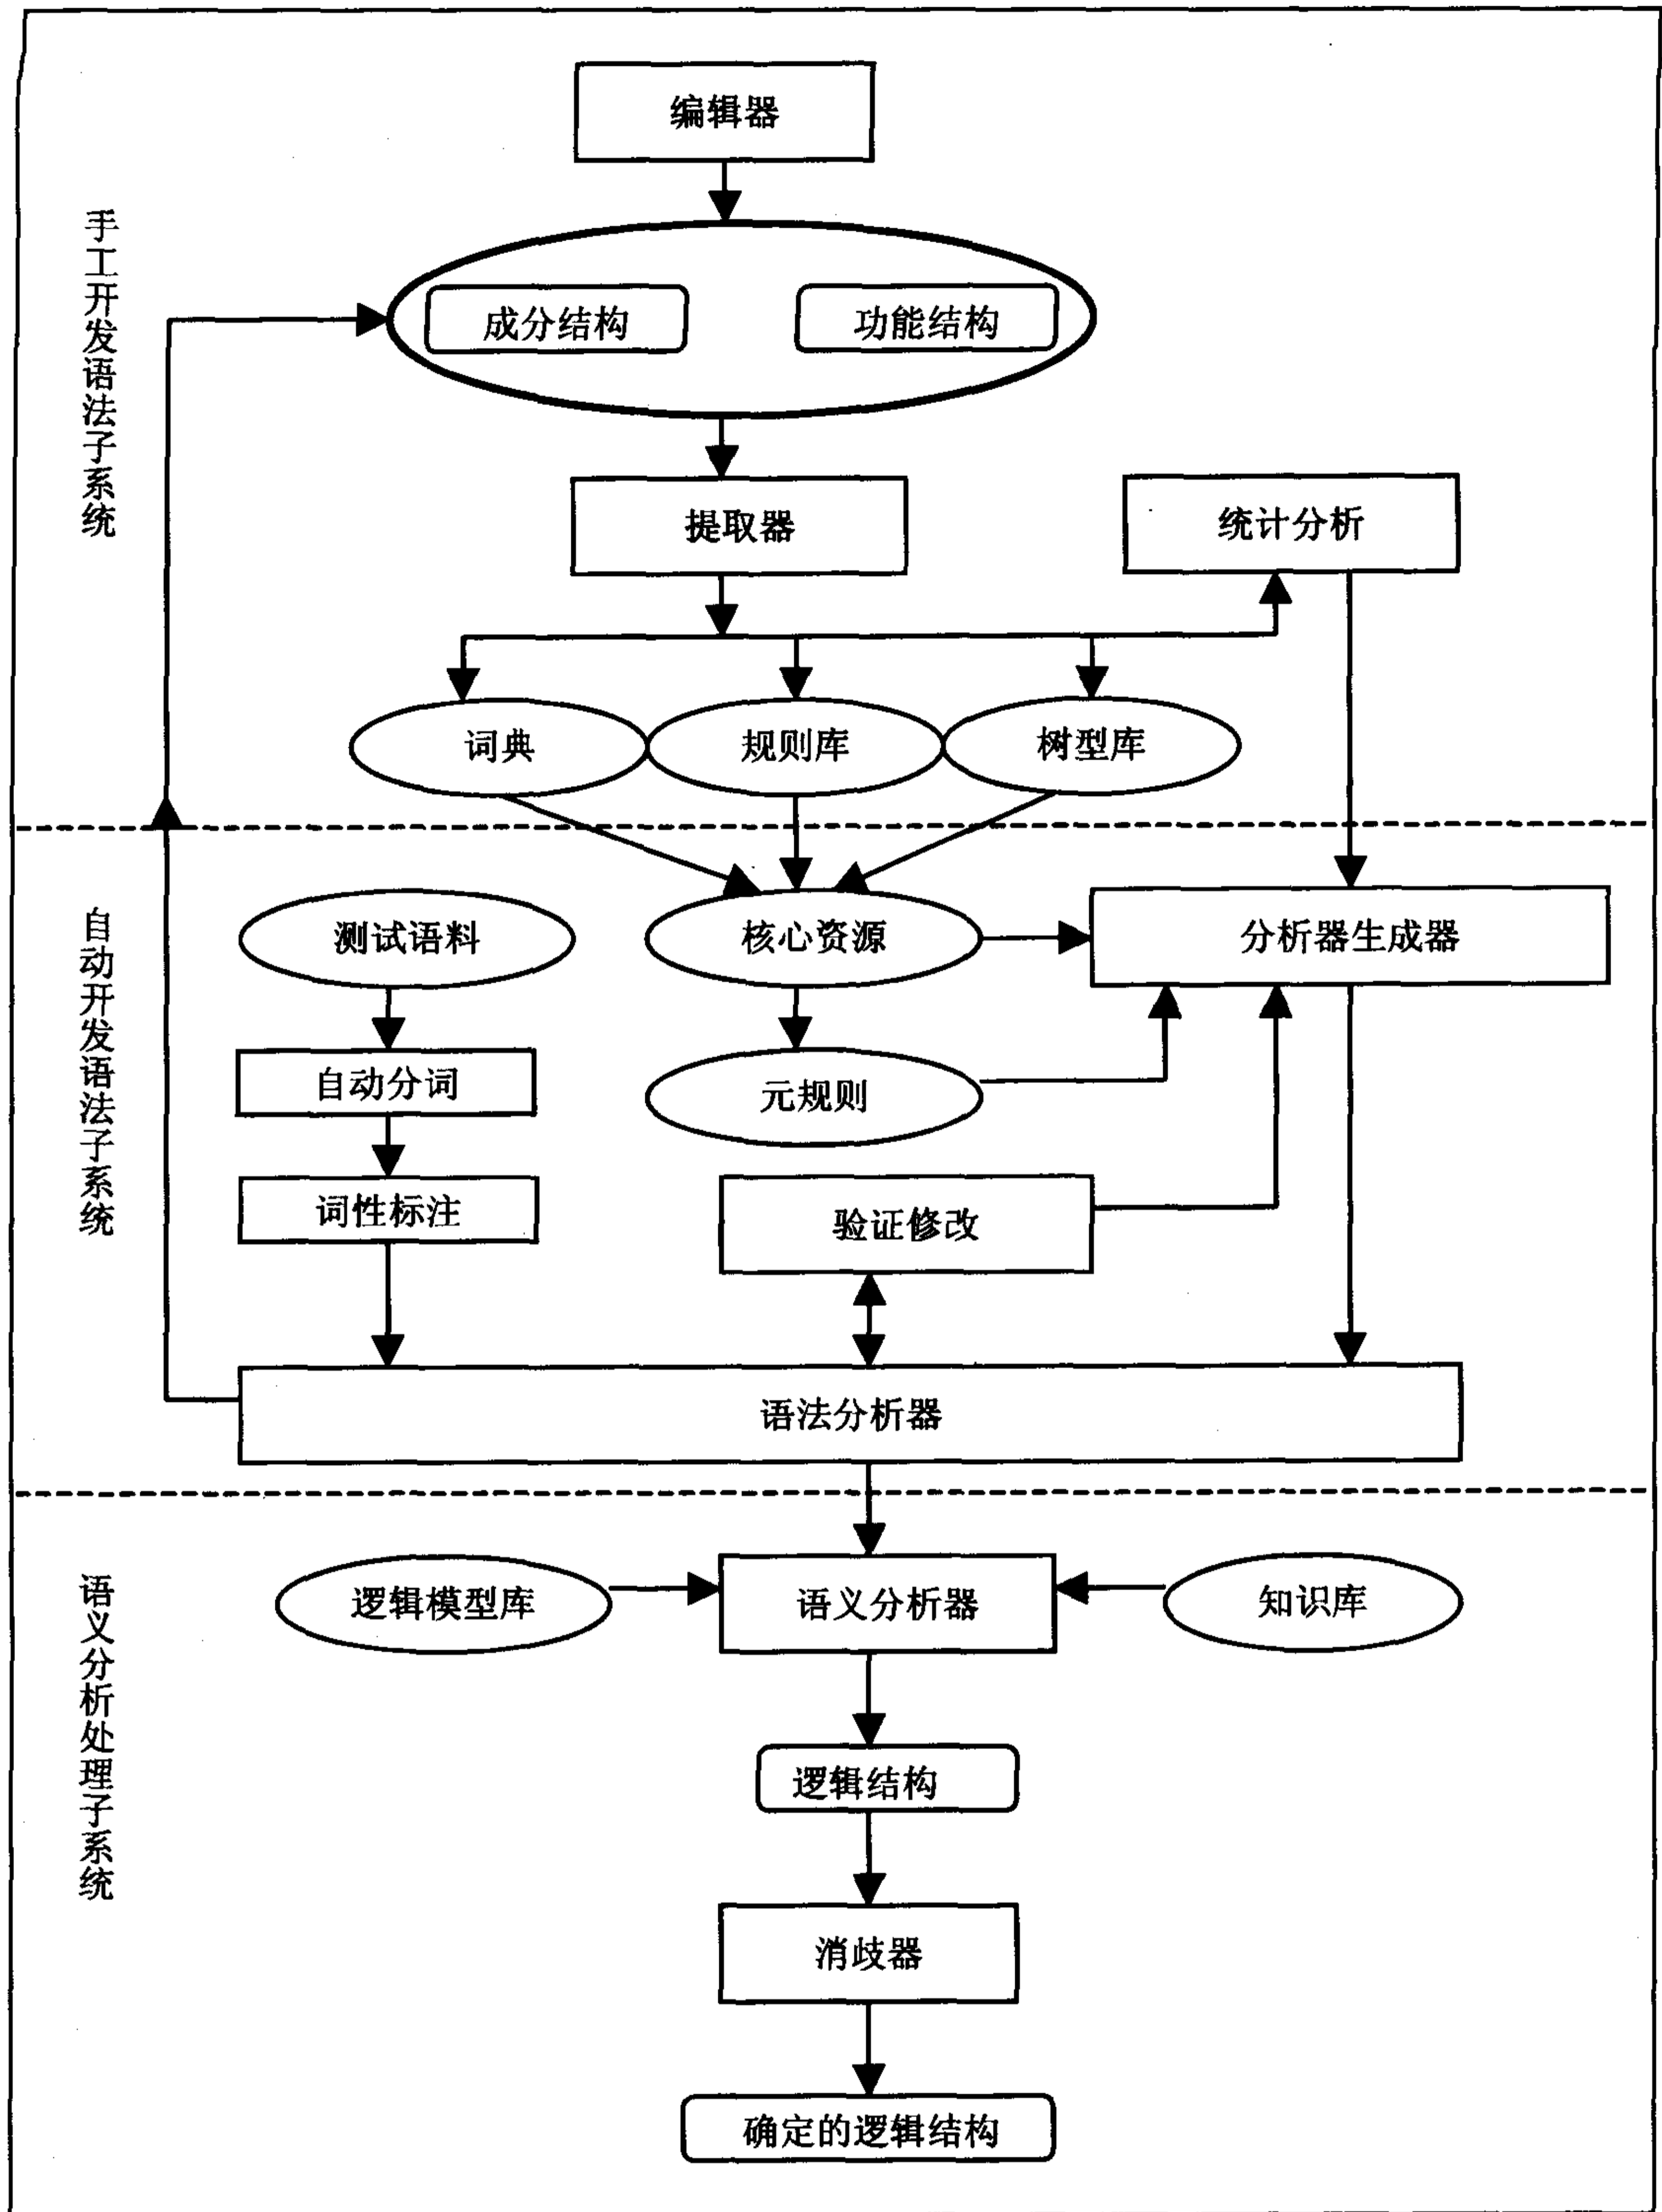 编辑器
手工开发语法子系统
成分结构
功能结构
提取器
统计分析
词典
规则库
树型库
自动开发语法子系统
测试语料
核心资源
分析器生成器
自动分词
元规则
词性标注
验证修改
语法分析器
语义分析处理子系统
逻辑模型库
语义分析器
知识库
逻辑结构
消歧器
确定的逻辑结构